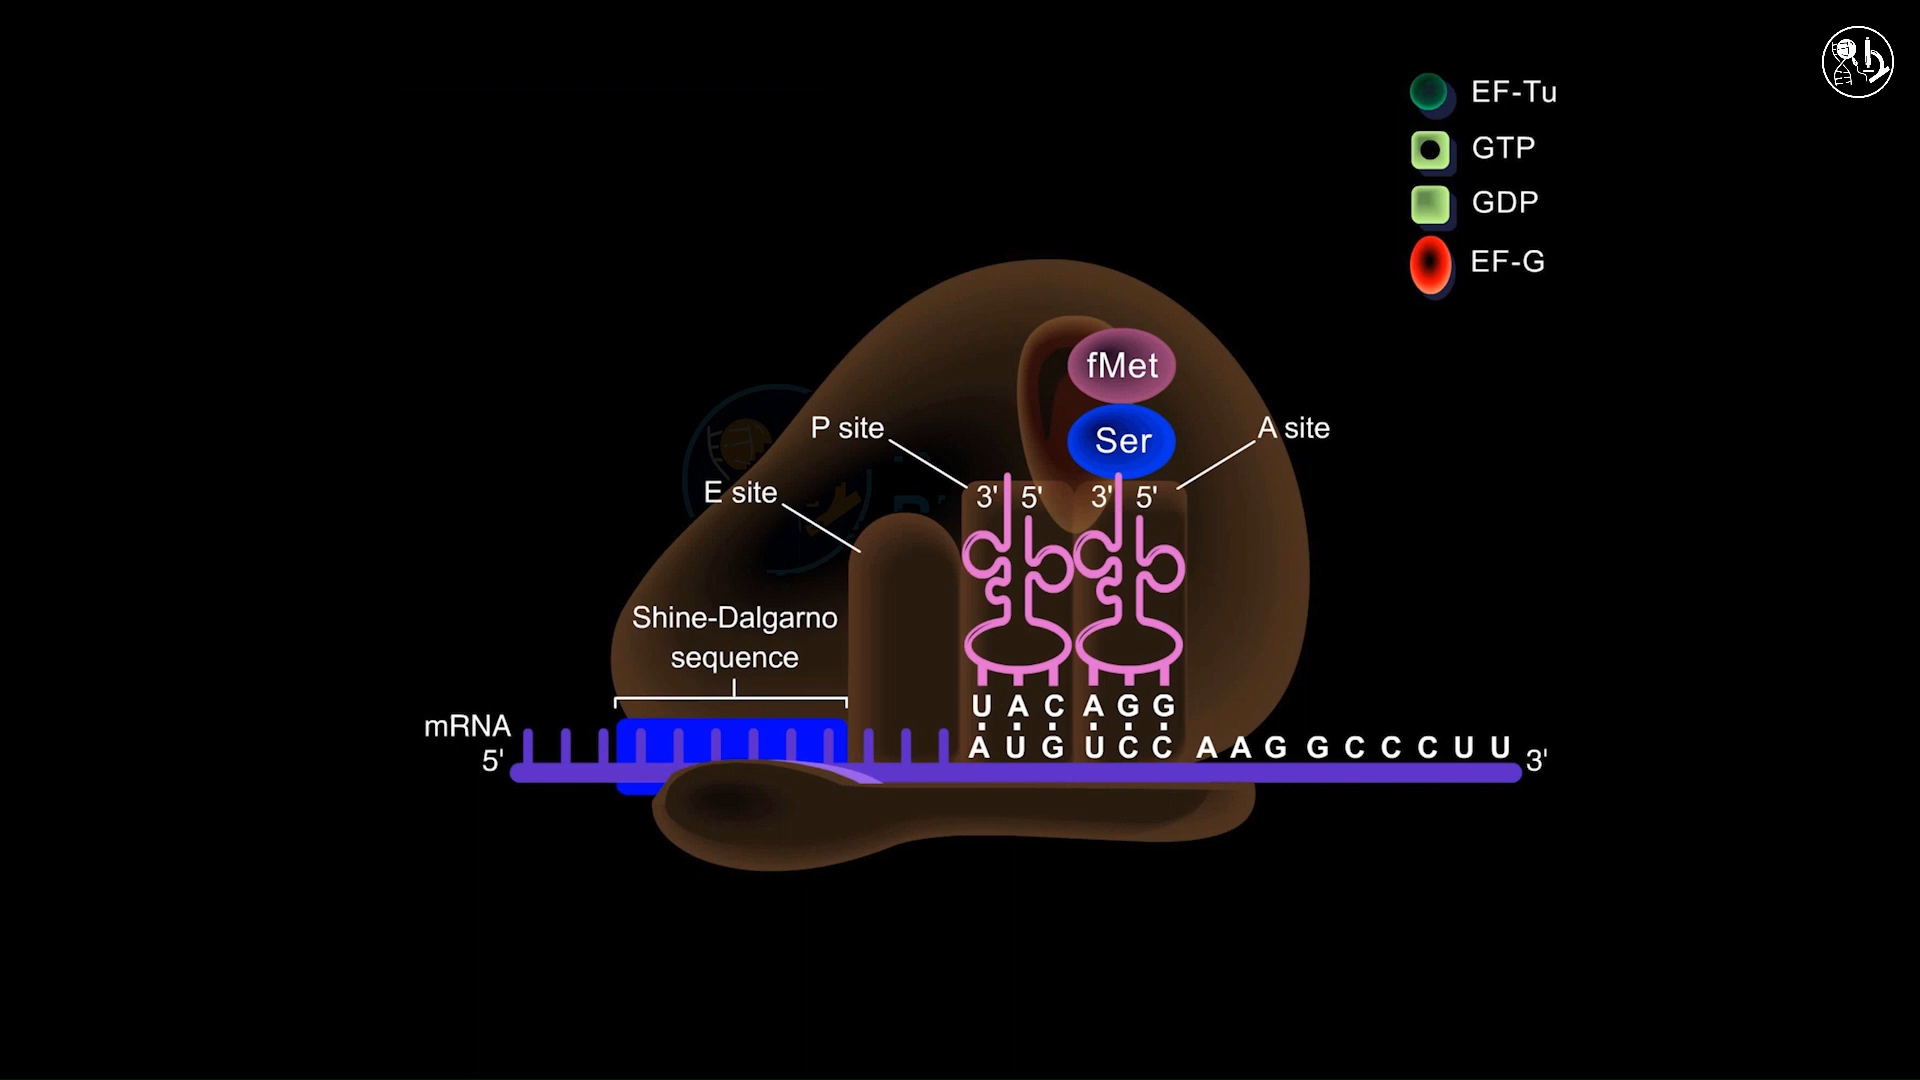 EF-Tu
GTP
GDP
EF-G
fMet
Ser
P site
A site
E site
3' 5' 3' 5'
Shine-Dalgarno
sequence
U A C A G G
mRNA
A U G U C C A A G G C C C U U
5'
3'